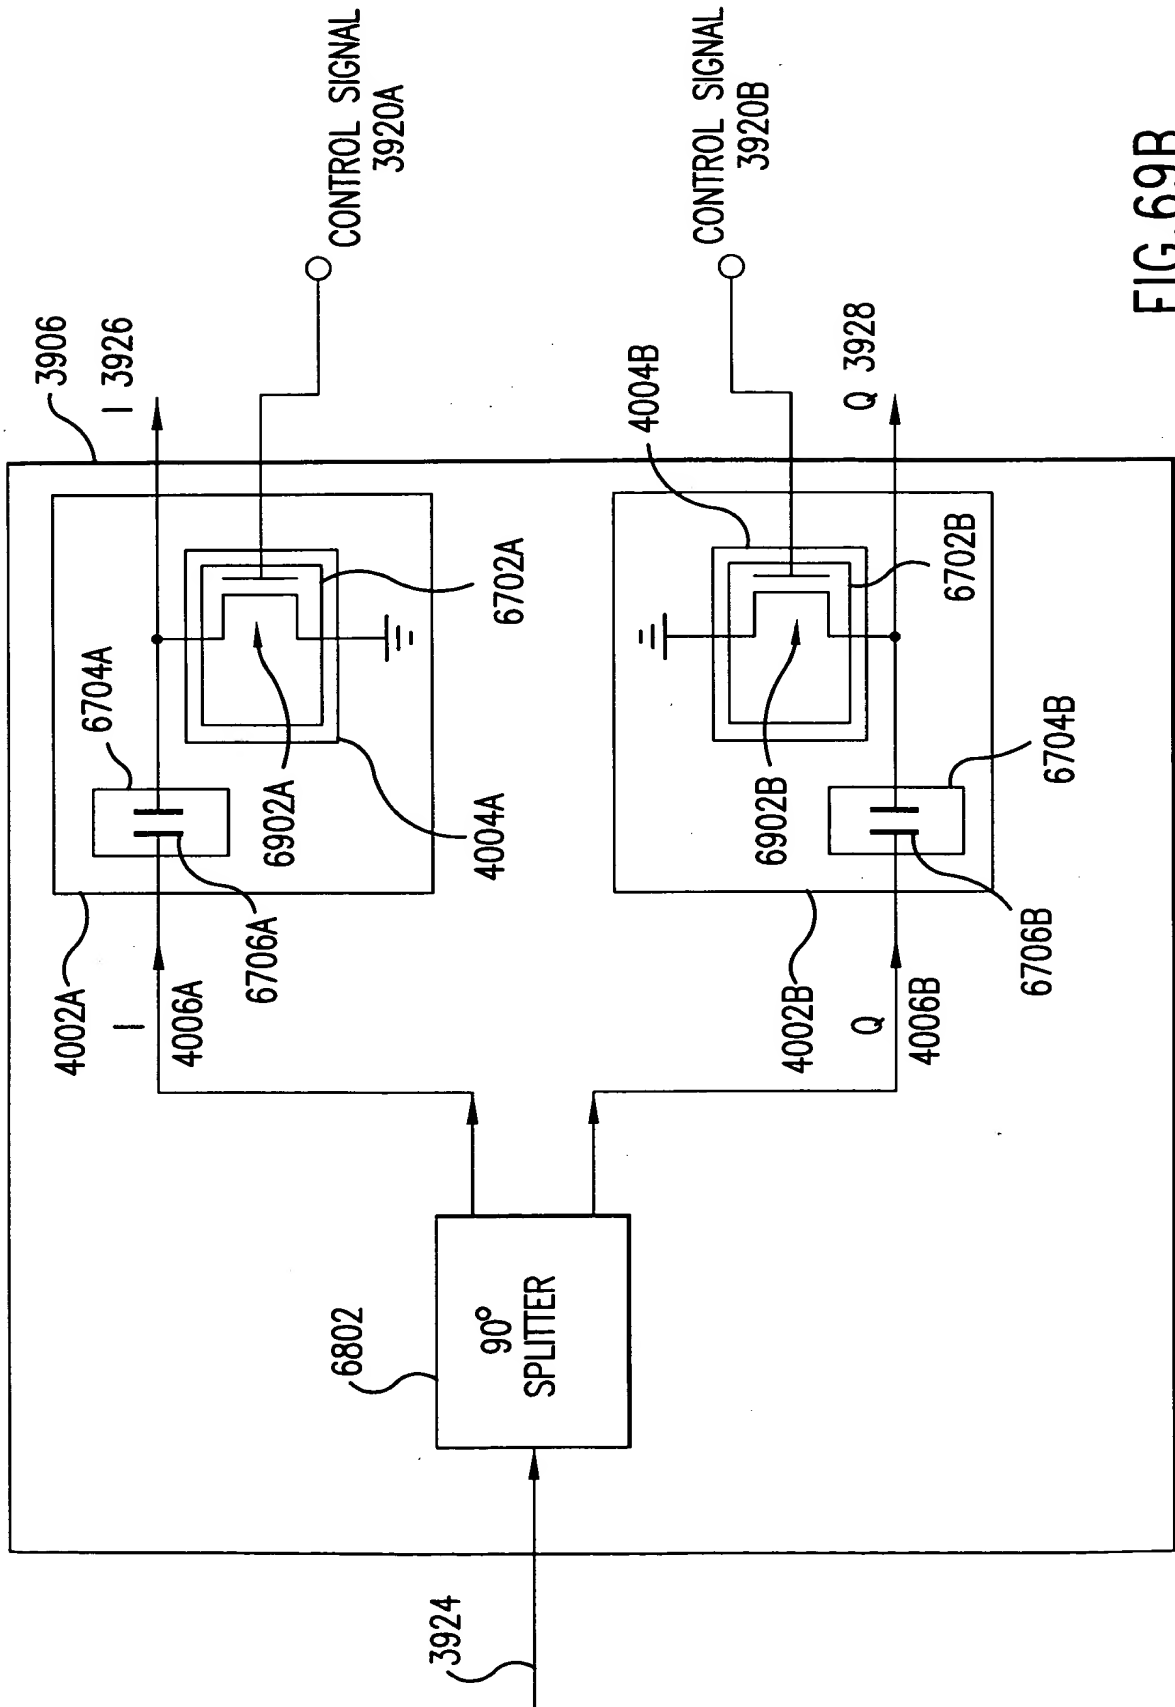 3906
I 3926
CONTROL SIGNAL
3920A
6704A
6702A
6902A
4004A
4002A
6706A
I
4006A
CONTROL SIGNAL
3920B
4004B
Q 3928
6702B
6902B
6704B
4002B
6706B
Q
4006B
6802
90°
SPLITTER
3924
FIG.69B